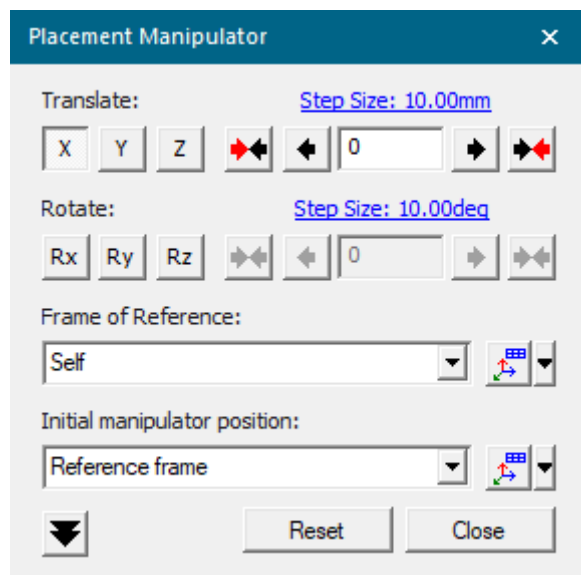 Placement Manipulator
Translate: Step Size: 10.00mm
X Y Z 0
Rotate: Step Size: 10.00deg
Rx Ry Rz 0
Frame of Reference:
Self
Initial manipulator position:
Reference frame
Reset Close